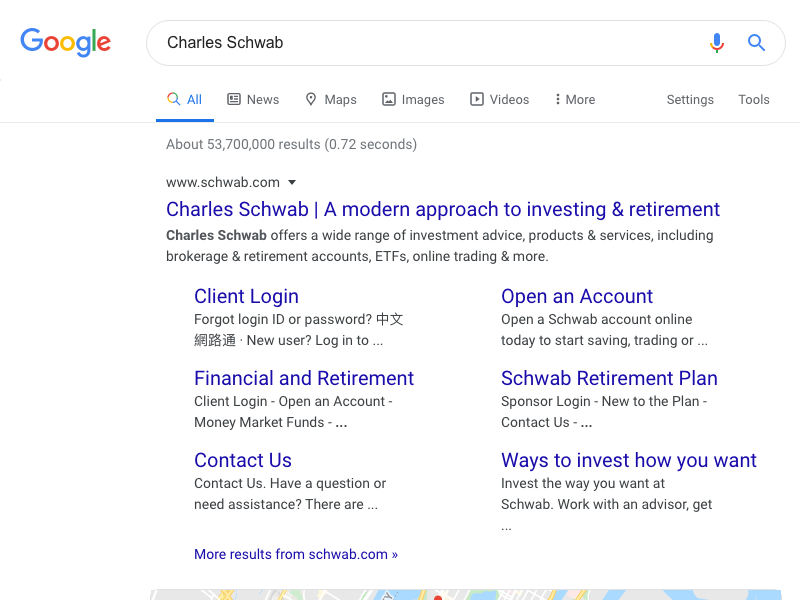 Google
Charles Schwab
All News Maps Images Videos More Settings Tools
About 53,700,000 results (0.72 seconds)
www.schwab.com
Charles Schwab | A modern approach to investing & retirement
Charles Schwab offers a wide range of investment advice, products & services, including
brokerage & retirement accounts, ETFs, online trading & more.
Client Login
Forgot login ID or password? 中文
網路通 · New user? Log in to ...
Open an Account
Open a Schwab account online
today to start saving, trading or ...
Financial and Retirement
Client Login - Open an Account -
Money Market Funds - ...
Schwab Retirement Plan
Sponsor Login - New to the Plan -
Contact Us - ...
Contact Us
Contact Us. Have a question or
need assistance? There are ...
Ways to invest how you want
Invest the way you want at
Schwab. Work with an advisor, get
...
More results from schwab.com »